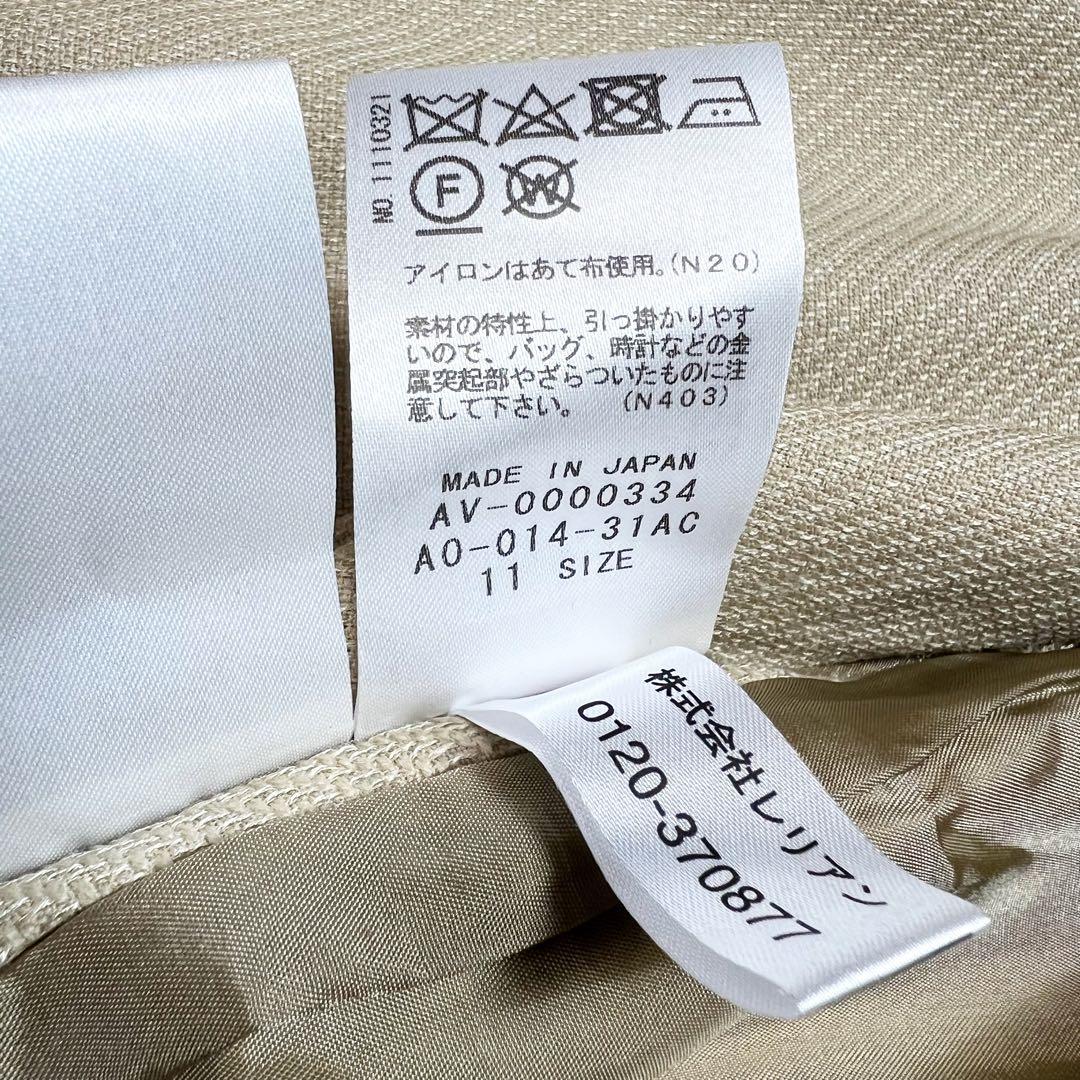 NO.1110321
F
W
アイロンはあて布使用。(N20)
素材の特性上、引っ掛かりやす
いので、バッグ、時計などの金
属突起部やざらついたものに注
意して下さい。 (N403)
MADE IN JAPAN
AV-0000334
A0-014-31AC
11 SIZE
株式会社レリアン
0120-370877